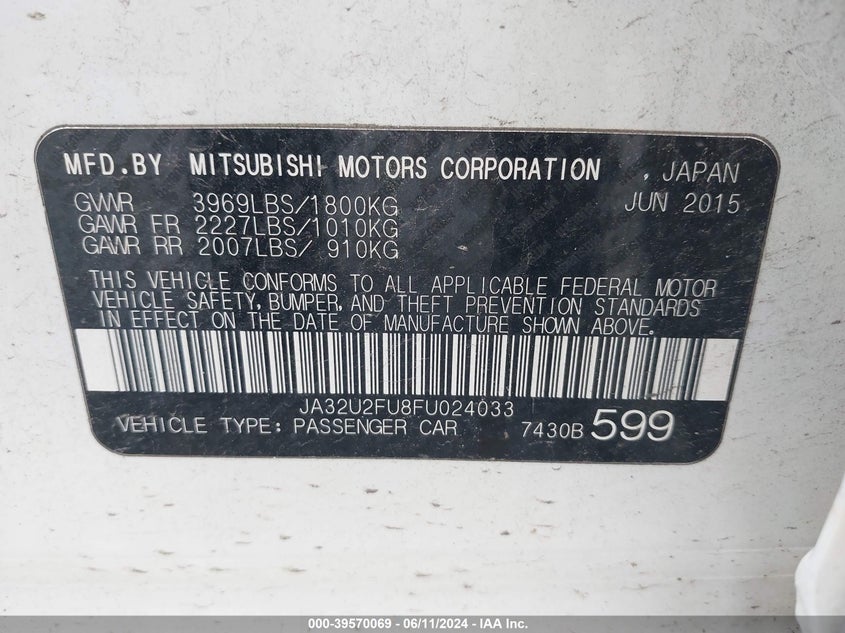 MFD.BY MITSUBISHI MOTORS CORPORATION , JAPAN
GVWR 3969LBS/1800KG JUN 2015
GAWR FR 2227LBS/1010KG
GAWR RR 2007LBS/ 910KG
THIS VEHICLE CONFORMS TO ALL APPLICABLE FEDERAL MOTOR
VEHICLE SAFETY, BUMPER, AND THEFT PREVENTION STANDARDS
IN EFFECT ON THE DATE OF MANUFACTURE SHOWN ABOVE.
JA32U2FU8FU024033
VEHICLE TYPE: PASSENGER CAR 7430B 599
000-39570069 - 06/11/2024 - IAA Inc.